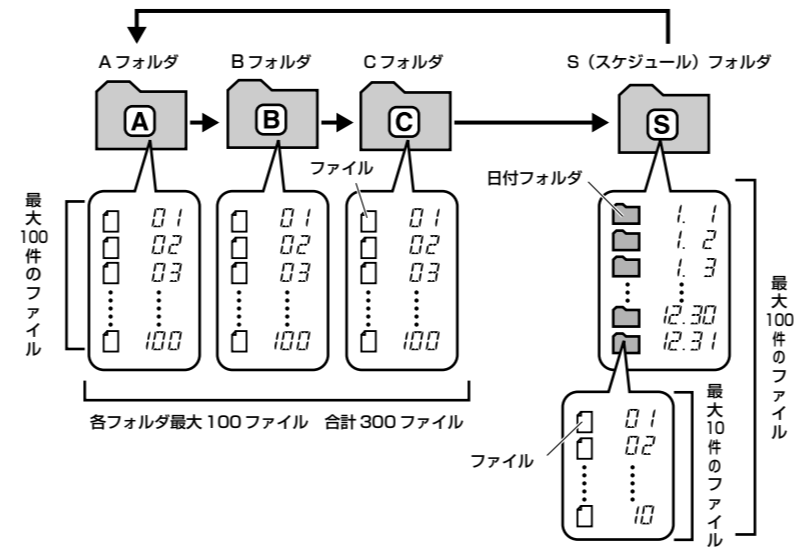 Aフォルダ
Bフォルダ
Cフォルダ
S（スケジュール）フォルダ
A
B
C
S
ファイル
日付フォルダ
最大100件のファイル
01
02
03
100
01
02
03
100
01
02
03
100
1. 1
1. 2
1. 3
12.30
12.31
最大100件のファイル
各フォルダ最大100ファイル 合計300ファイル
ファイル
01
02
10
最大10件のファイル